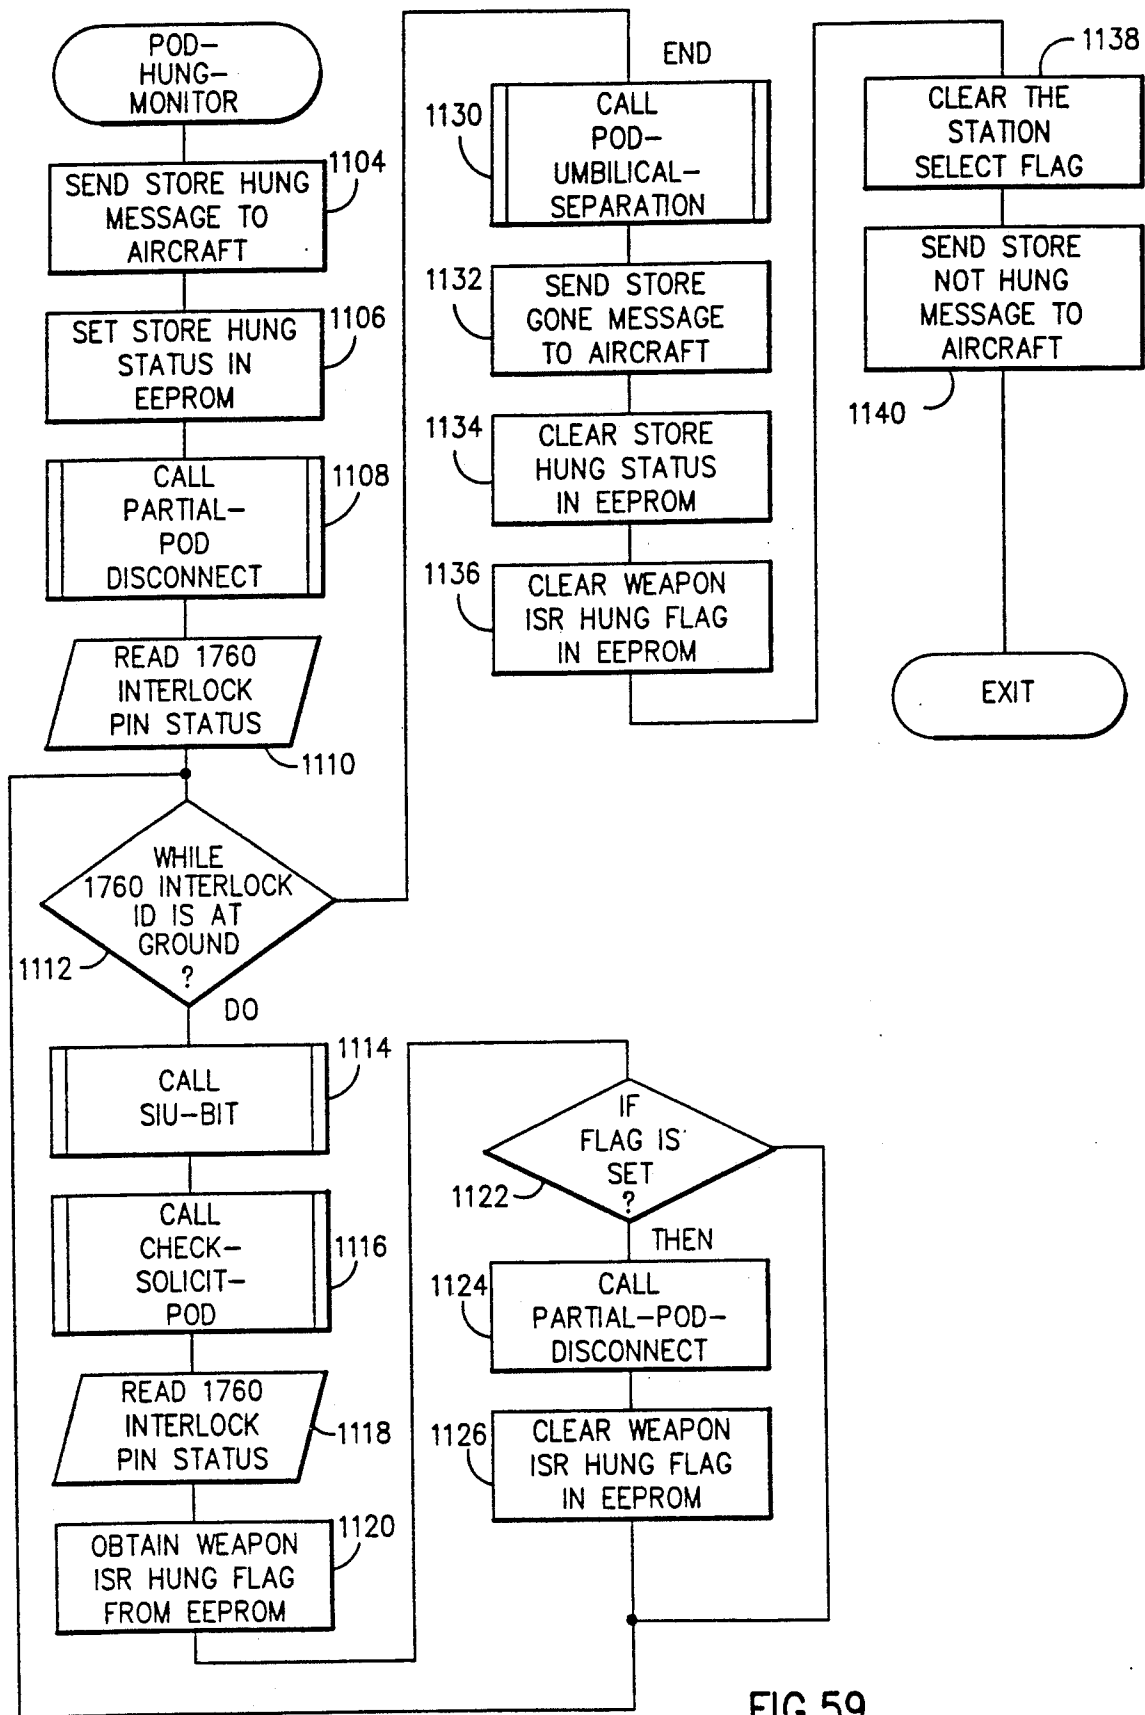 POD-
HUNG-
MONITOR
1104
SEND STORE HUNG
MESSAGE TO
AIRCRAFT
1106
SET STORE HUNG
STATUS IN
EEPROM
1108
CALL
PARTIAL-
POD
DISCONNECT
READ 1760
INTERLOCK
PIN STATUS
1110
WHILE
1760 INTERLOCK
ID IS AT
GROUND
?
1112
DO
1114
CALL
SIU-BIT
CALL
CHECK-
SOLICIT-
POD
1116
READ 1760
INTERLOCK
PIN STATUS
1118
1120
OBTAIN WEAPON
ISR HUNG FLAG
FROM EEPROM
IF
FLAG IS
SET
?
1122
THEN
1124
CALL
PARTIAL-POD-
DISCONNECT
1126
CLEAR WEAPON
ISR HUNG FLAG
IN EEPROM
END
1130
CALL
POD-
UMBILICAL-
SEPARATION
1132
SEND STORE
GONE MESSAGE
TO AIRCRAFT
1134
CLEAR STORE
HUNG STATUS
IN EEPROM
1136
CLEAR WEAPON
ISR HUNG FLAG
IN EEPROM
1138
CLEAR THE
STATION
SELECT FLAG
SEND STORE
NOT HUNG
MESSAGE TO
AIRCRAFT
1140
EXIT
FIG.59